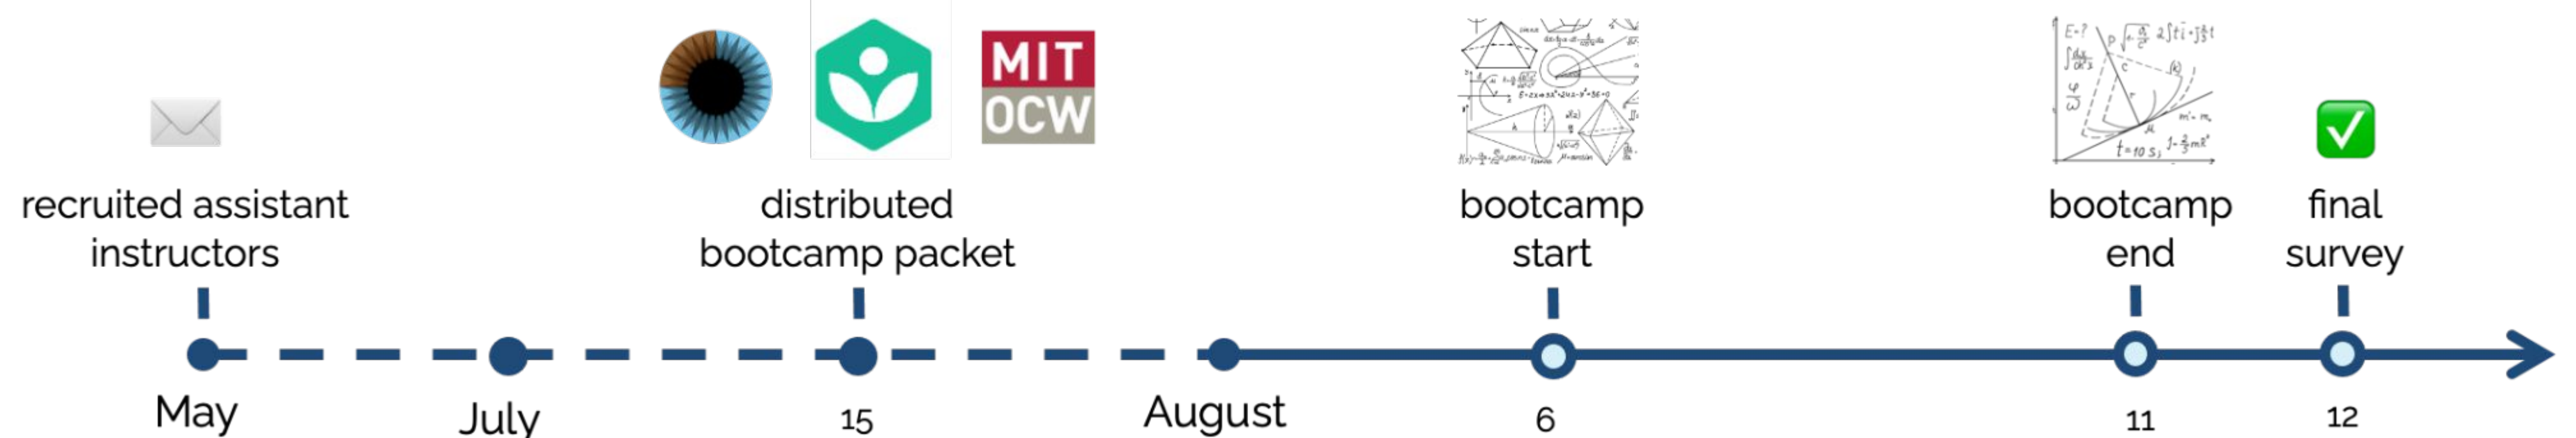 MIT
OCW
recruited assistant
instructors
distributed
bootcamp packet
bootcamp
start
bootcamp
end
final
survey
May
July
15
August
6
11
12